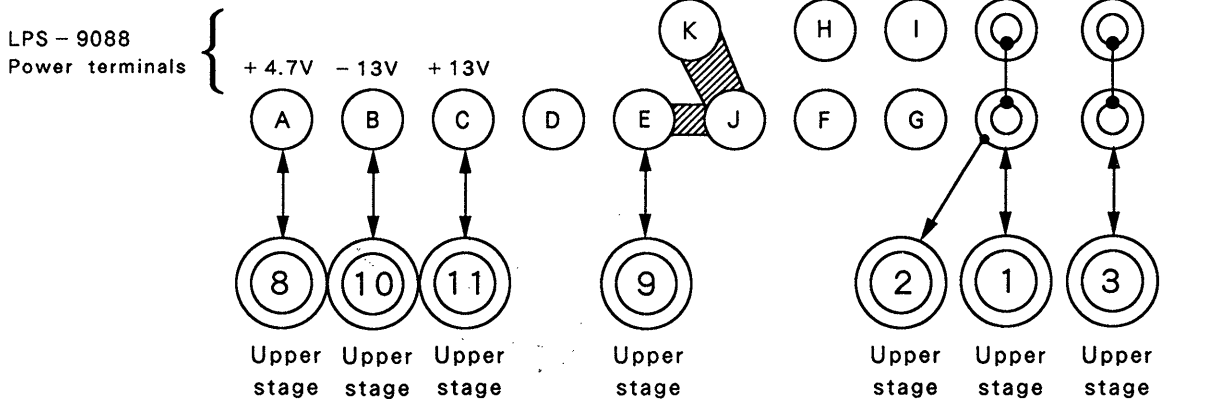 K H I
LPS – 9088
Power terminals
+ 4.7V – 13V + 13V
A B C D E J F G
8 10 11 9 2 1 3
Upper Upper Upper Upper Upper Upper Upper
stage stage stage stage stage stage stage